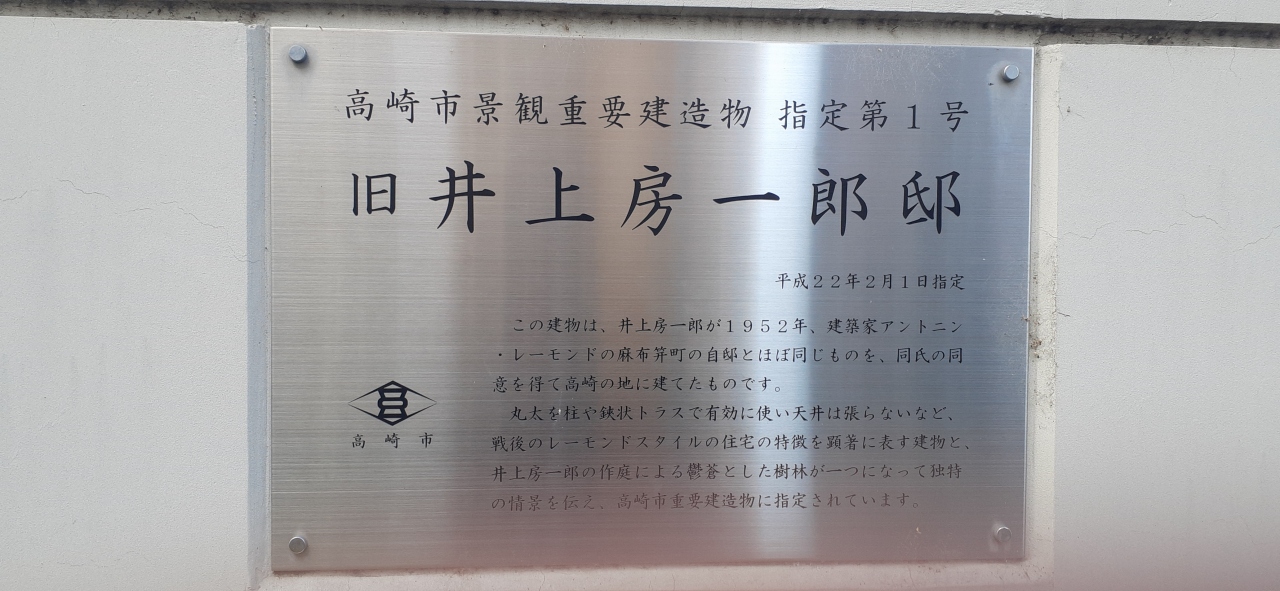 高崎市景観重要建造物 指定第１号
旧井上房一郎邸
平成２２年２月１日指定
この建物は、井上房一郎が１９５２年、建築家アントニン
・レーモンドの麻布笄町の自邸とほぼ同じものを、同氏の同
意を得て高崎の地に建てたものです。
丸太を柱や鋏状トラスで有効に使い天井は張らないなど、
戦後のレーモンドスタイルの住宅の特徴を顕著に表す建物と、
井上房一郎の作庭による鬱蒼とした樹林が一つになって独特
の情景を伝え、高崎市重要建造物に指定されています。
高崎市